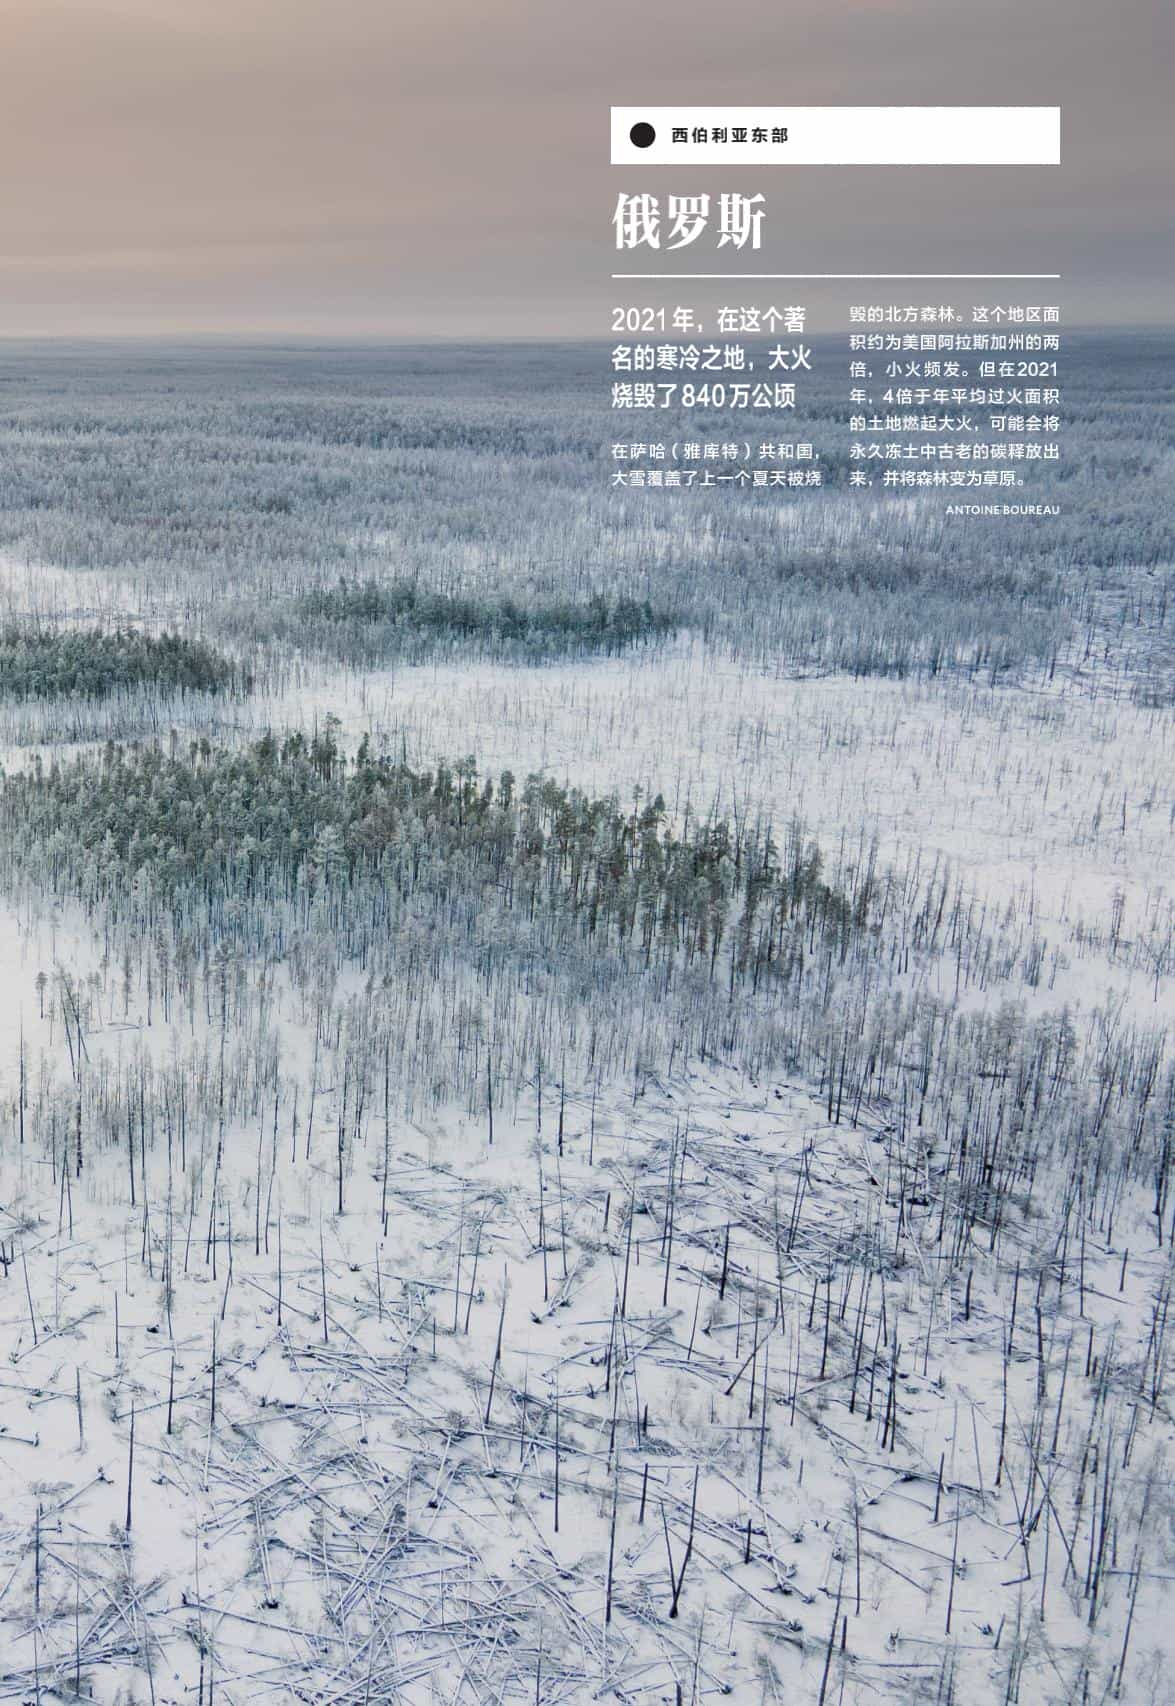 西伯利亚东部
俄罗斯
2021年，在这个著
名的寒冷之地，大火
烧毁了840万公顷
在萨哈（雅库特）共和国，
大雪覆盖了上一个夏天被烧
毁的北方森林。这个地区面
积约为美国阿拉斯加州的两
倍，小火频发。但在2021
年，4倍于年平均过火面积
的土地燃起大火，可能会将
永久冻土中古老的碳释放出
来，并将森林变为草原。
ANTOINE BOUREAU